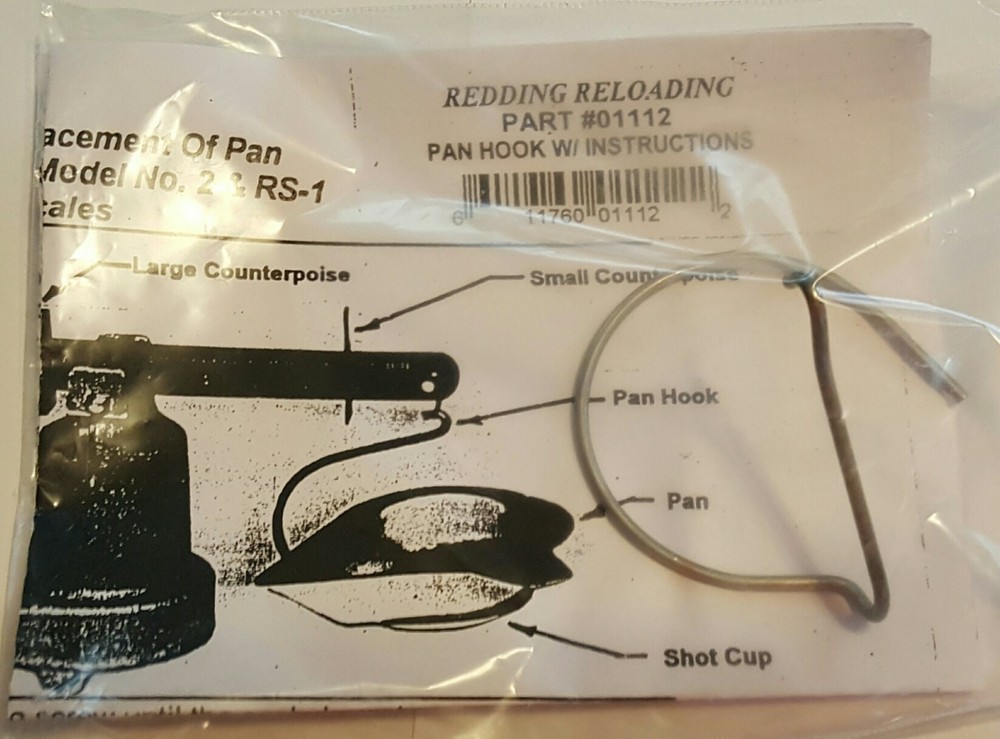 REDDING RELOADING
PART #01112
PAN HOOK W/ INSTRUCTIONS
6 11760 01112 2
acement Of Pan
Model No. 2 & RS-1
cales
Large Counterpoise
Small Counterpoise
Pan Hook
Pan
Shot Cup